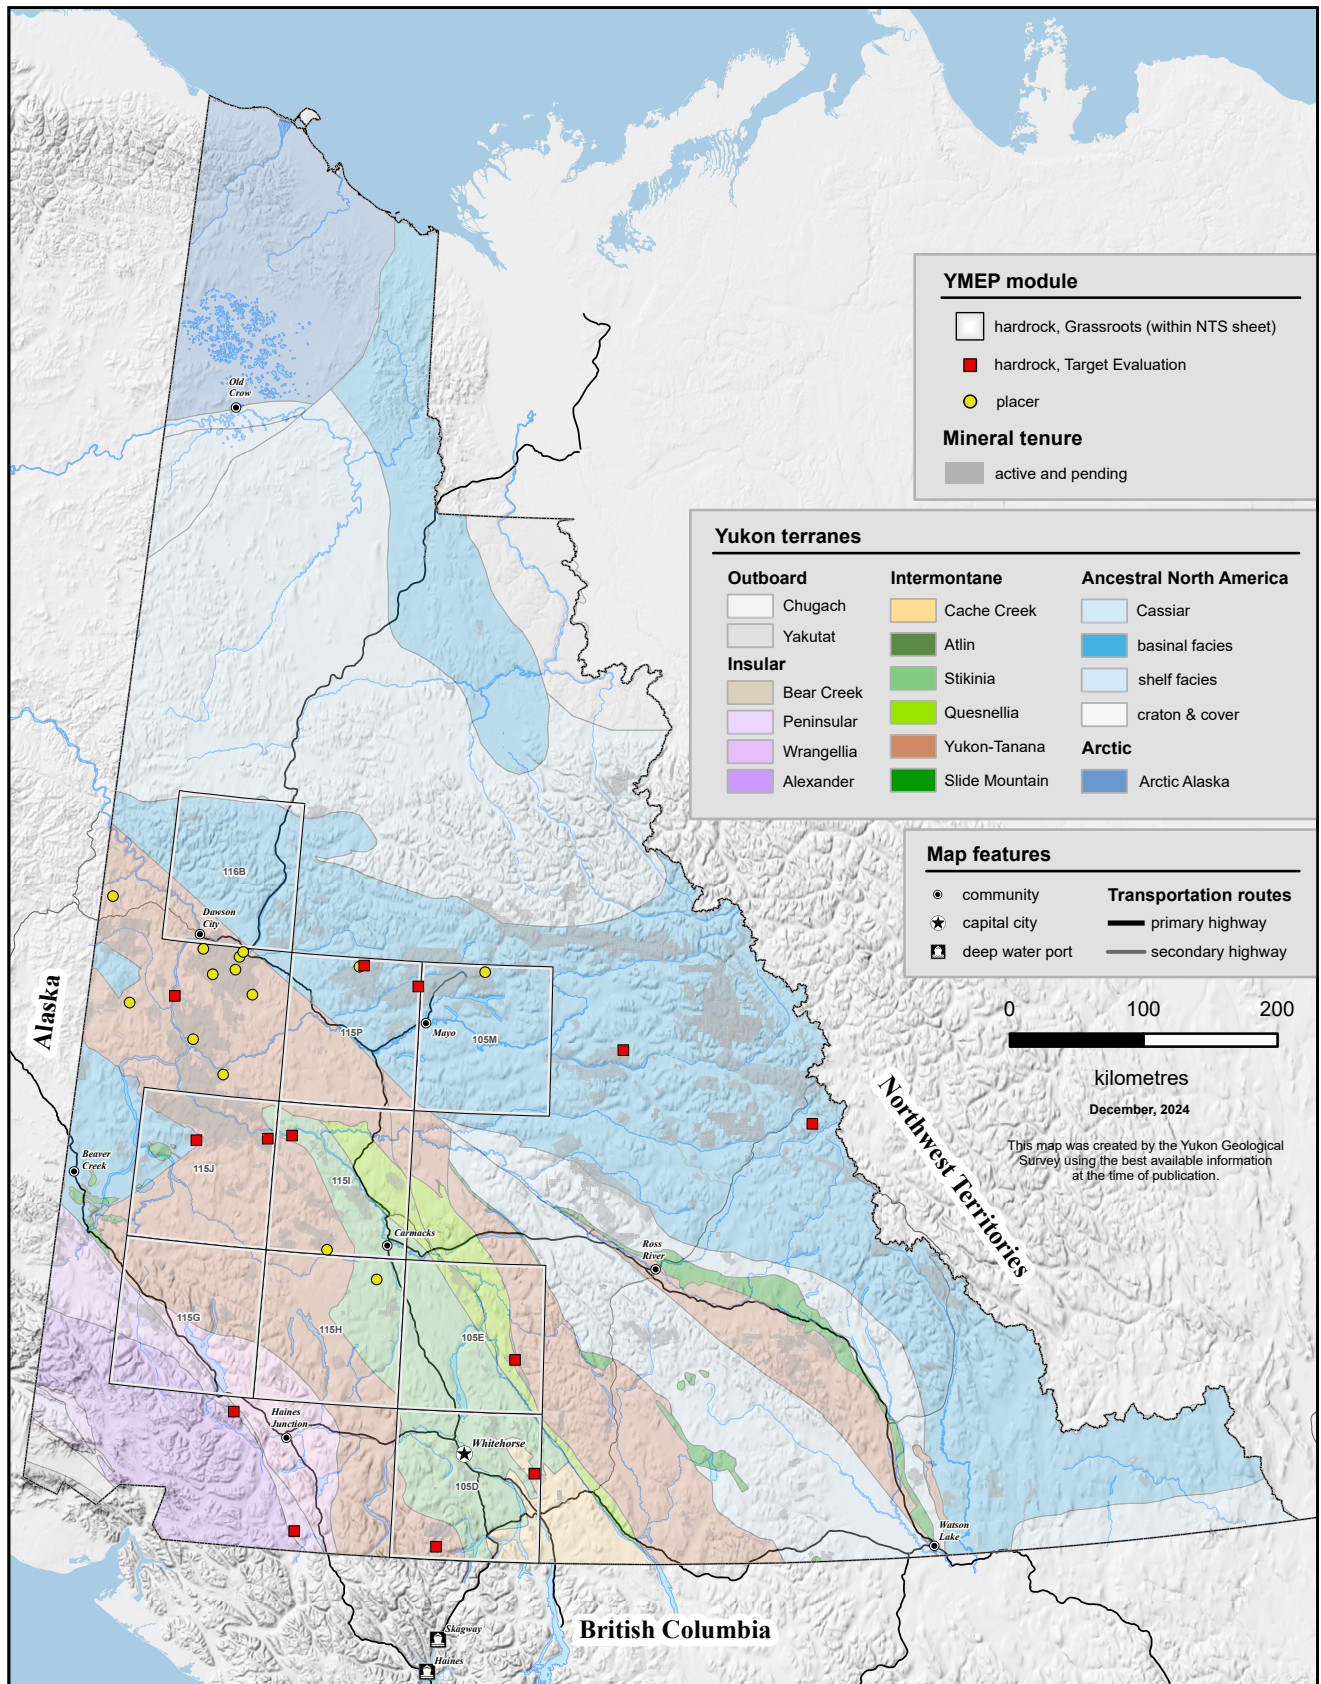 YMEP module
hardrock, Grassroots (within NTS sheet)
hardrock, Target Evaluation
placer
Mineral tenure
active and pending
Old
Crow
Yukon terranes
Outboard
Chugach
Yakutat
Insular
Bear Creek
Peninsular
Wrangellia
Alexander
Intermontane
Cache Creek
Atlin
Stikinia
Quesnellia
Yukon-Tanana
Slide Mountain
Ancestral North America
Cassiar
basinal facies
shelf facies
craton & cover
Arctic
Arctic Alaska
Map features
community
capital city
deep water port
Transportation routes
primary highway
secondary highway
0 100 200
kilometres
December, 2024
This map was created by the Yukon Geological
Survey using the best available information
at the time of publication.
116B
Dawson
City
Alaska
115P
Mayo
105M
Northwest Territories
Beaver
Creek
115J
115I
Carmacks
Ross
River
115G
115H
105E
Haines
Junction
Whitehorse
105D
Watson
Lake
British Columbia
Skagway
Haines